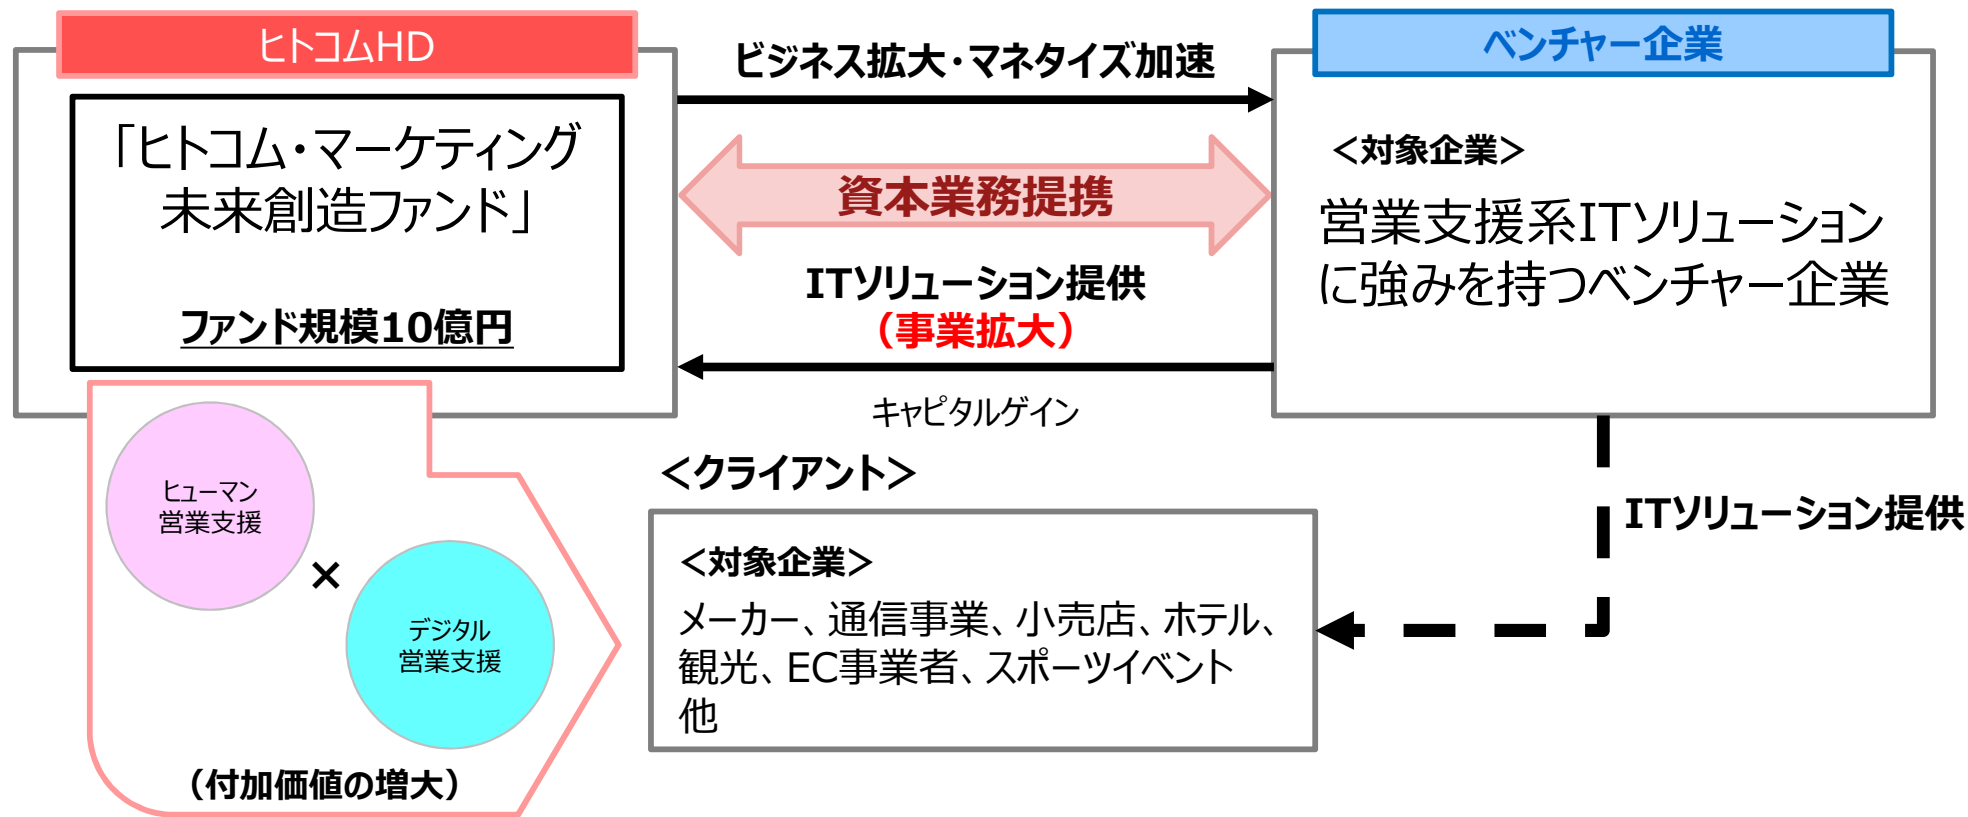 ヒトコムHD
「ヒトコム・マーケティング
未来創造ファンド」
ファンド規模10億円
ビジネス拡大・マネタイズ加速
資本業務提携
ITソリューション提供
（事業拡大）
キャピタルゲイン
ベンチャー企業
＜対象企業＞
営業支援系ITソリューション
に強みを持つベンチャー企業
ヒューマン
営業支援
×
デジタル
営業支援
（付加価値の増大）
＜クライアント＞
＜対象企業＞
メーカー、通信事業、小売店、ホテル、
観光、EC事業者、スポーツイベント
他
ITソリューション提供